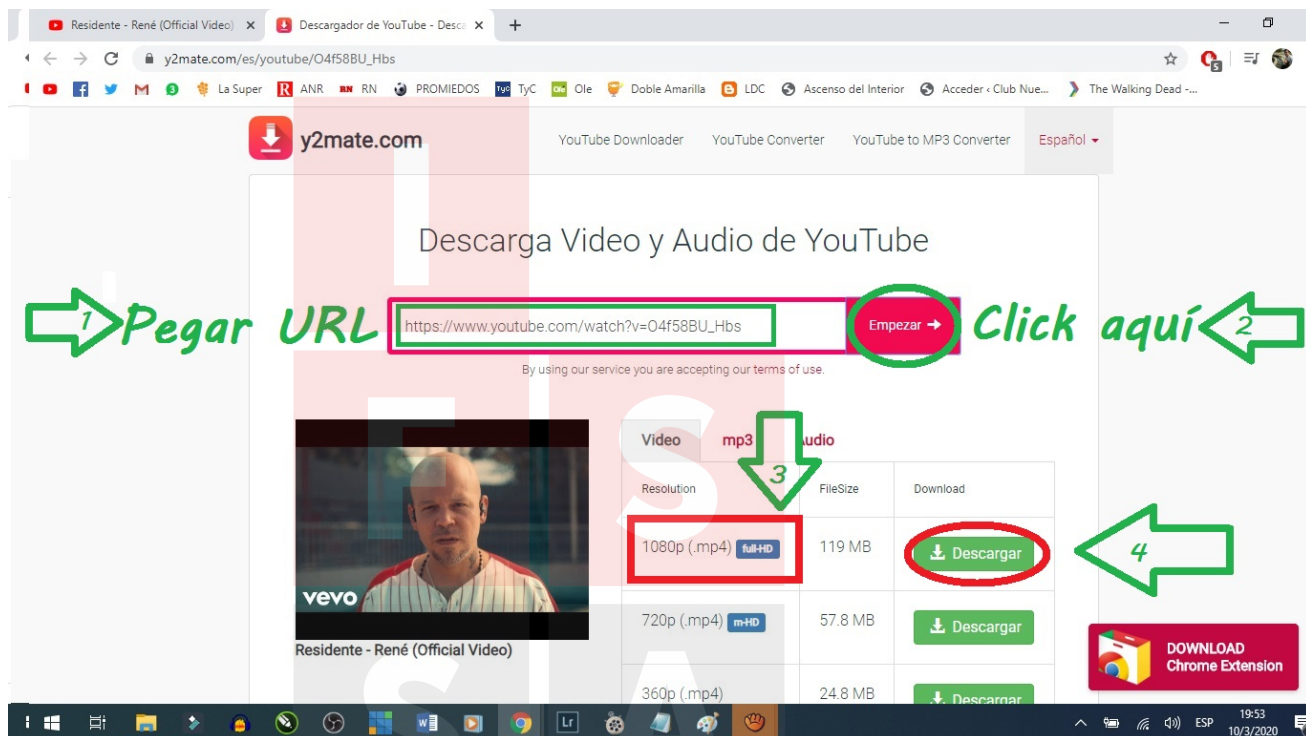 Residente - René (Official Video)
Descargador de YouTube - Desca
y2mate.com/es/youtube/O4f58BU_Hbs
La Super
ANR
RN RN
PROMIEDOS
TyC TyC
Ole Ole
Doble Amarilla
LDC
Ascenso del Interior
Acceder ‹ Club Nue...
The Walking Dead -...
y2mate.com
YouTube Downloader
YouTube Converter
YouTube to MP3 Converter
Español
Descarga Video y Audio de YouTube
1
Pegar URL
https://www.youtube.com/watch?v=O4f58BU_Hbs
Empezar →
Click aquí
2
By using our service you are accepting our terms of use.
Video
mp3
Audio
3
Resolution
FileSize
Download
1080p (.mp4) full-HD
119 MB
Descargar
4
vevo
720p (.mp4) m-HD
57.8 MB
Descargar
Residente - René (Official Video)
DOWNLOAD
Chrome Extension
360p (.mp4)
24.8 MB
Descargar
Lr
ESP
19:53
10/3/2020